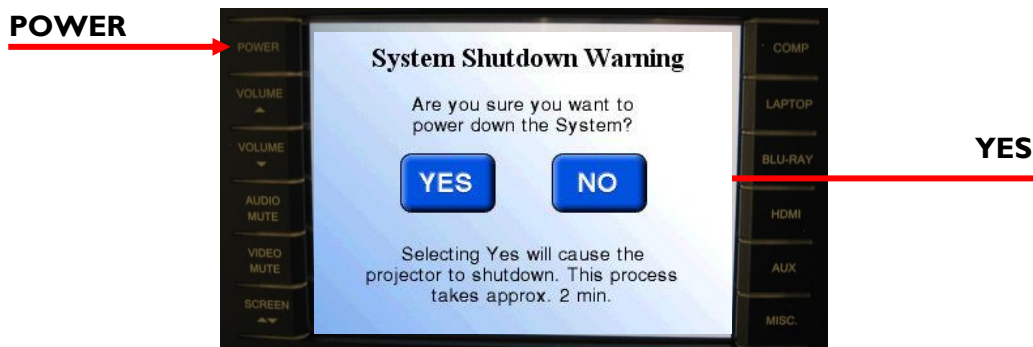 POWER
POWER
VOLUME
VOLUME
AUDIO
MUTE
VIDEO
MUTE
SCREEN
System Shutdown Warning
Are you sure you want to
power down the System?
YES NO
Selecting Yes will cause the
projector to shutdown. This process
takes approx. 2 min.
COMP
LAPTOP
BLU-RAY
HDMI
AUX
MISC.
YES